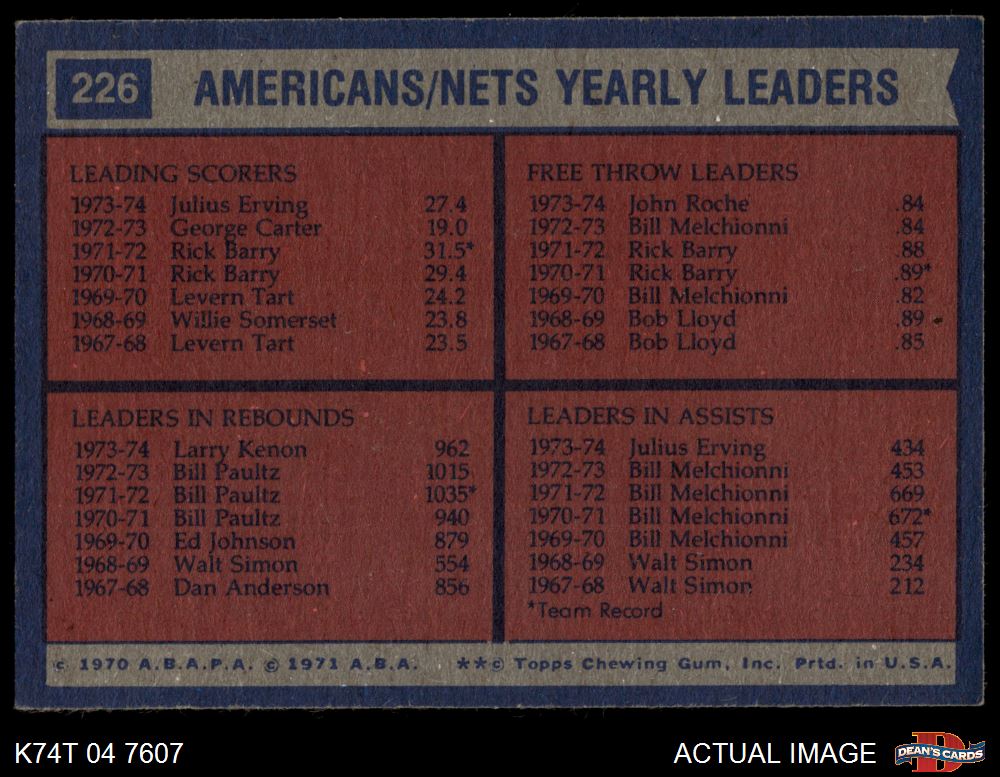 226 AMERICANS/NETS YEARLY LEADERS
LEADING SCORERS
1973-74 Julius Erving 27.4
1972-73 George Carter 19.0
1971-72 Rick Barry 31.5*
1970-71 Rick Barry 29.4
1969-70 Levern Tart 24.2
1968-69 Willie Somerset 23.8
1967-68 Levern Tart 23.5
FREE THROW LEADERS
1973-74 John Roche .84
1972-73 Bill Melchionni .84
1971-72 Rick Barry .88
1970-71 Rick Barry .89*
1969-70 Bill Melchionni .82
1968-69 Bob Lloyd .89
1967-68 Bob Lloyd .85
LEADERS IN REBOUNDS
1973-74 Larry Kenon 962
1972-73 Bill Paultz 1015
1971-72 Bill Paultz 1035*
1970-71 Bill Paultz 940
1969-70 Ed Johnson 879
1968-69 Walt Simon 554
1967-68 Dan Anderson 856
LEADERS IN ASSISTS
1973-74 Julius Erving 434
1972-73 Bill Melchionni 453
1971-72 Bill Melchionni 669
1970-71 Bill Melchionni 672*
1969-70 Bill Melchionni 457
1968-69 Walt Simon 234
1967-68 Walt Simon 212
*Team Record
© 1970 A.B.A.P.A. © 1971 A.B.A. **© Topps Chewing Gum, Inc. Prtd. in U.S.A.
K74T 04 7607 ACTUAL IMAGE DEAN'S CARDS